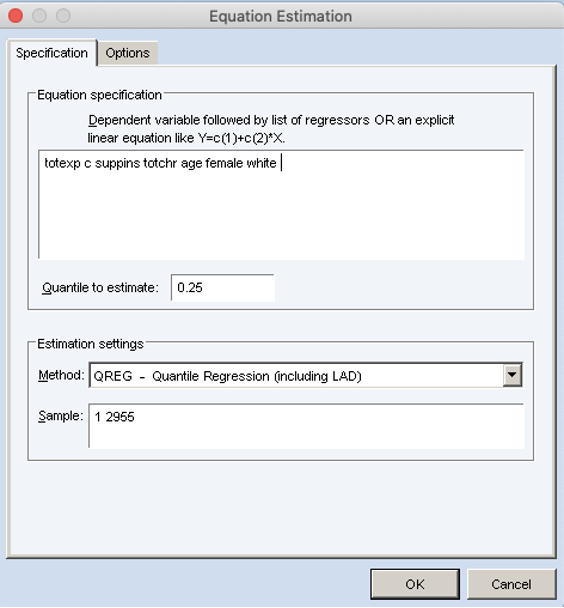 Equation Estimation
Specification Options
Equation specification
Dependent variable followed by list of regressors OR an explicit
linear equation like Y=c(1)+c(2)*X.
totexp c suppins totchr age female white
Quantile to estimate: 0.25
Estimation settings
Method: QREG - Quantile Regression (including LAD)
Sample: 1 2955
OK Cancel